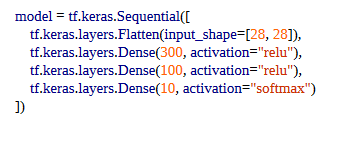 model = tf.keras.Sequential([
    tf.keras.layers.Flatten(input_shape=[28, 28]),
    tf.keras.layers.Dense(300, activation="relu"),
    tf.keras.layers.Dense(100, activation="relu"),
    tf.keras.layers.Dense(10, activation="softmax")
])